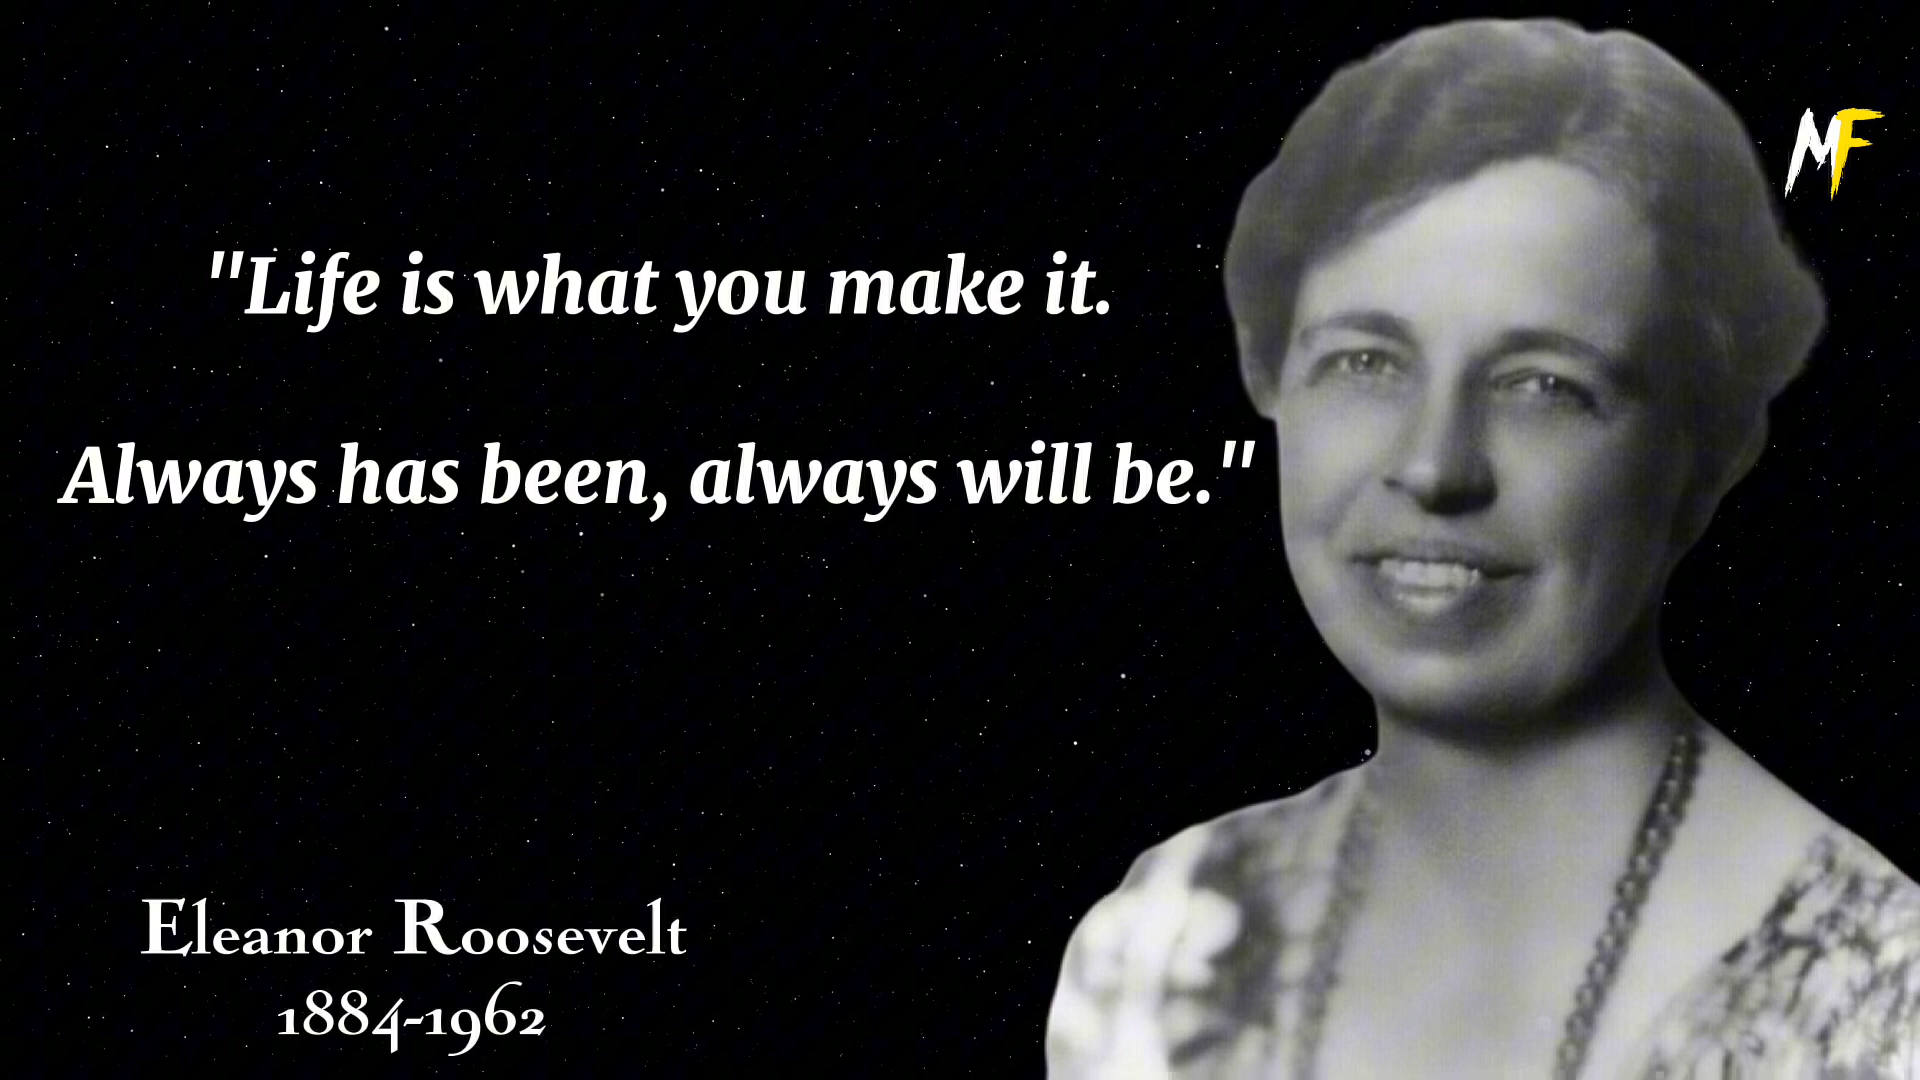 MF
"Life is what you make it.
Always has been, always will be."
Eleanor Roosevelt
1884-1962